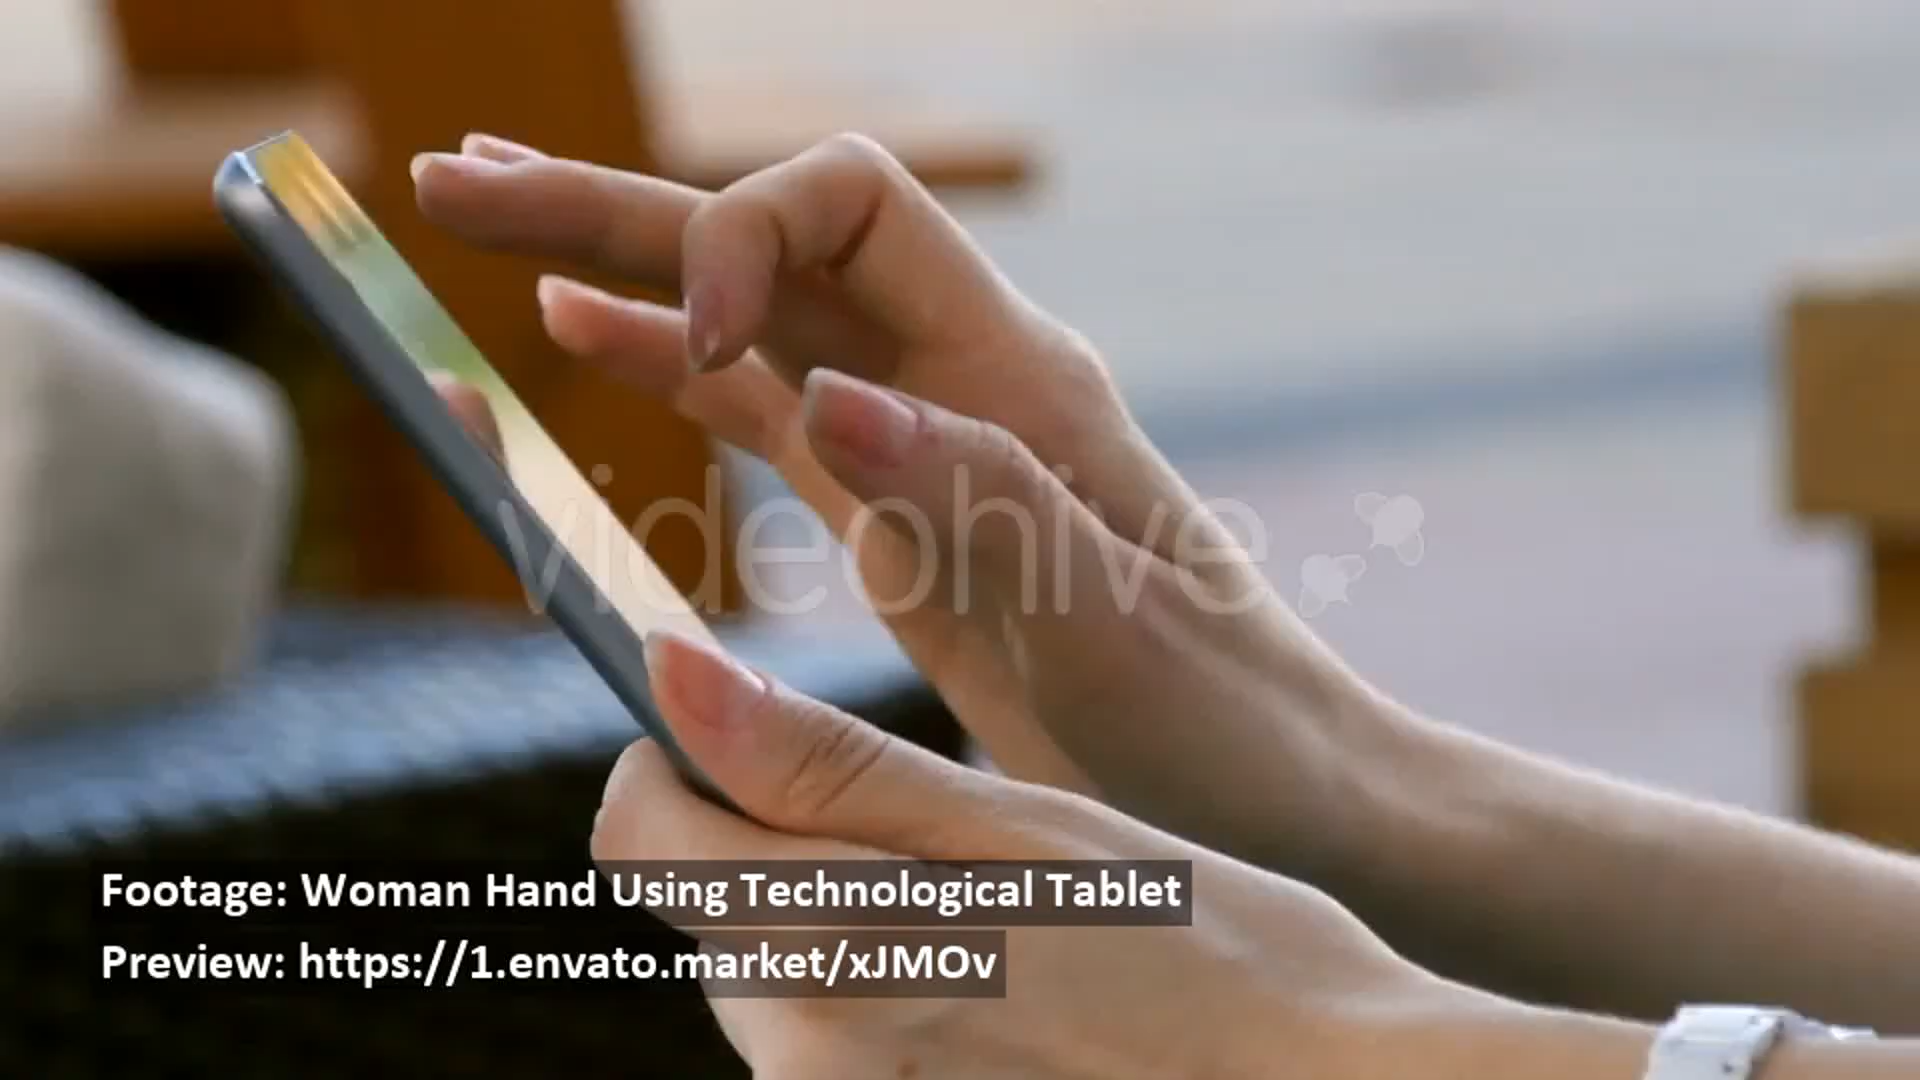 videohive
Footage: Woman Hand Using Technological Tablet
Preview: https://1.envato.market/xJMOv